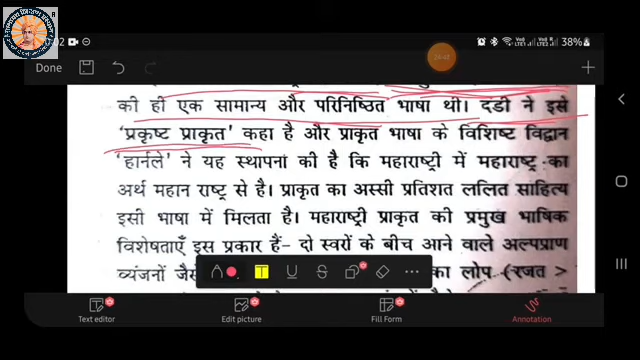 38%
Done
की ही एक सामान्य और परिनिष्ठित भाषा थी। दडी ने इसे
'प्रकृष्ट प्राकृत' कहा है और प्राकृत भाषा के विशिष्ट विद्वान
'हार्नले' ने यह स्थापना की है कि महाराष्ट्री में महाराष्ट्र का
अर्थ महान राष्ट्र से है। प्राकृत का अस्सी प्रतिशत ललित साहित्य
इसी भाषा में मिलता है। महाराष्ट्री प्राकृत की प्रमुख भाषिक
विशेषताएँ इस प्रकार हैं- दो स्वरों के बीच आने वाले अल्पप्राण
व्यंजनों जैसे का लोप (रजत >
Text editor
Edit picture
Fill Form
Annotation